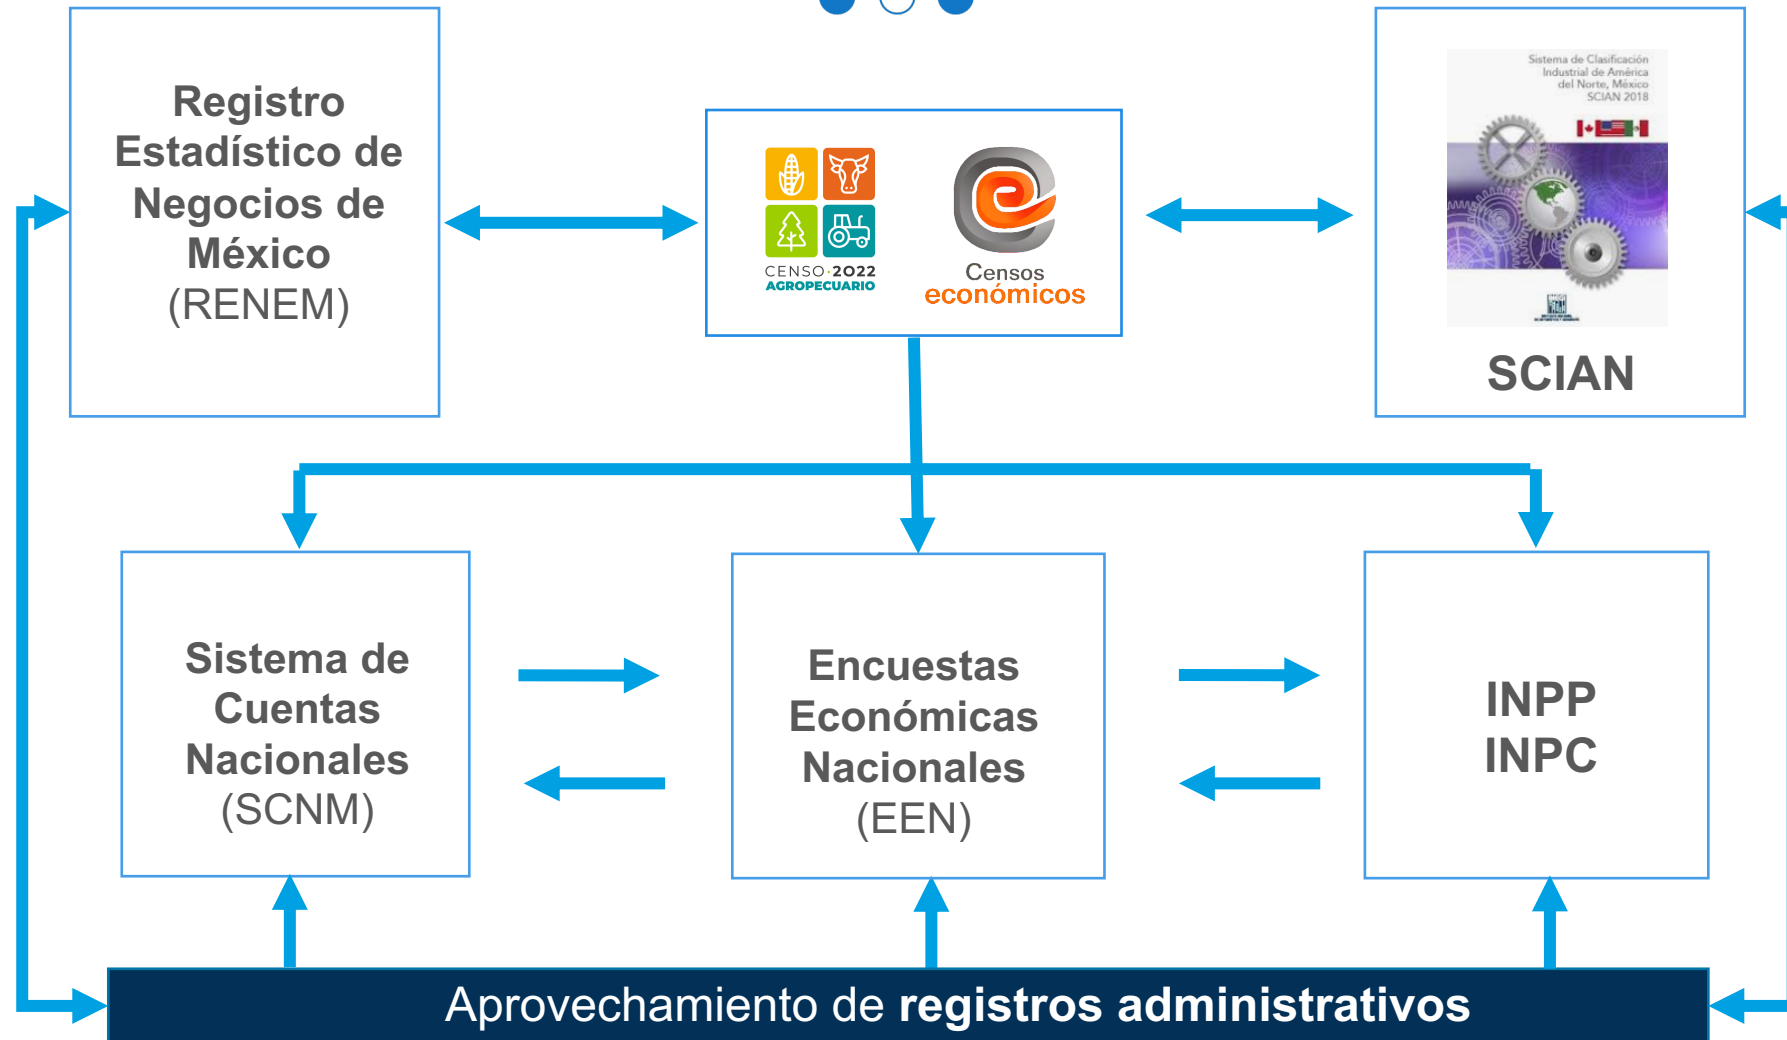 Registro
Estadístico de
Negocios de
México
(RENEM)
CENSO·2022
AGROPECUARIO
Censos
económicos
Sistema de Clasificación
Industrial de América
del Norte, México
SCIAN 2018
SCIAN
Sistema de
Cuentas
Nacionales
(SCNM)
Encuestas
Económicas
Nacionales
(EEN)
INPP
INPC
Aprovechamiento de registros administrativos